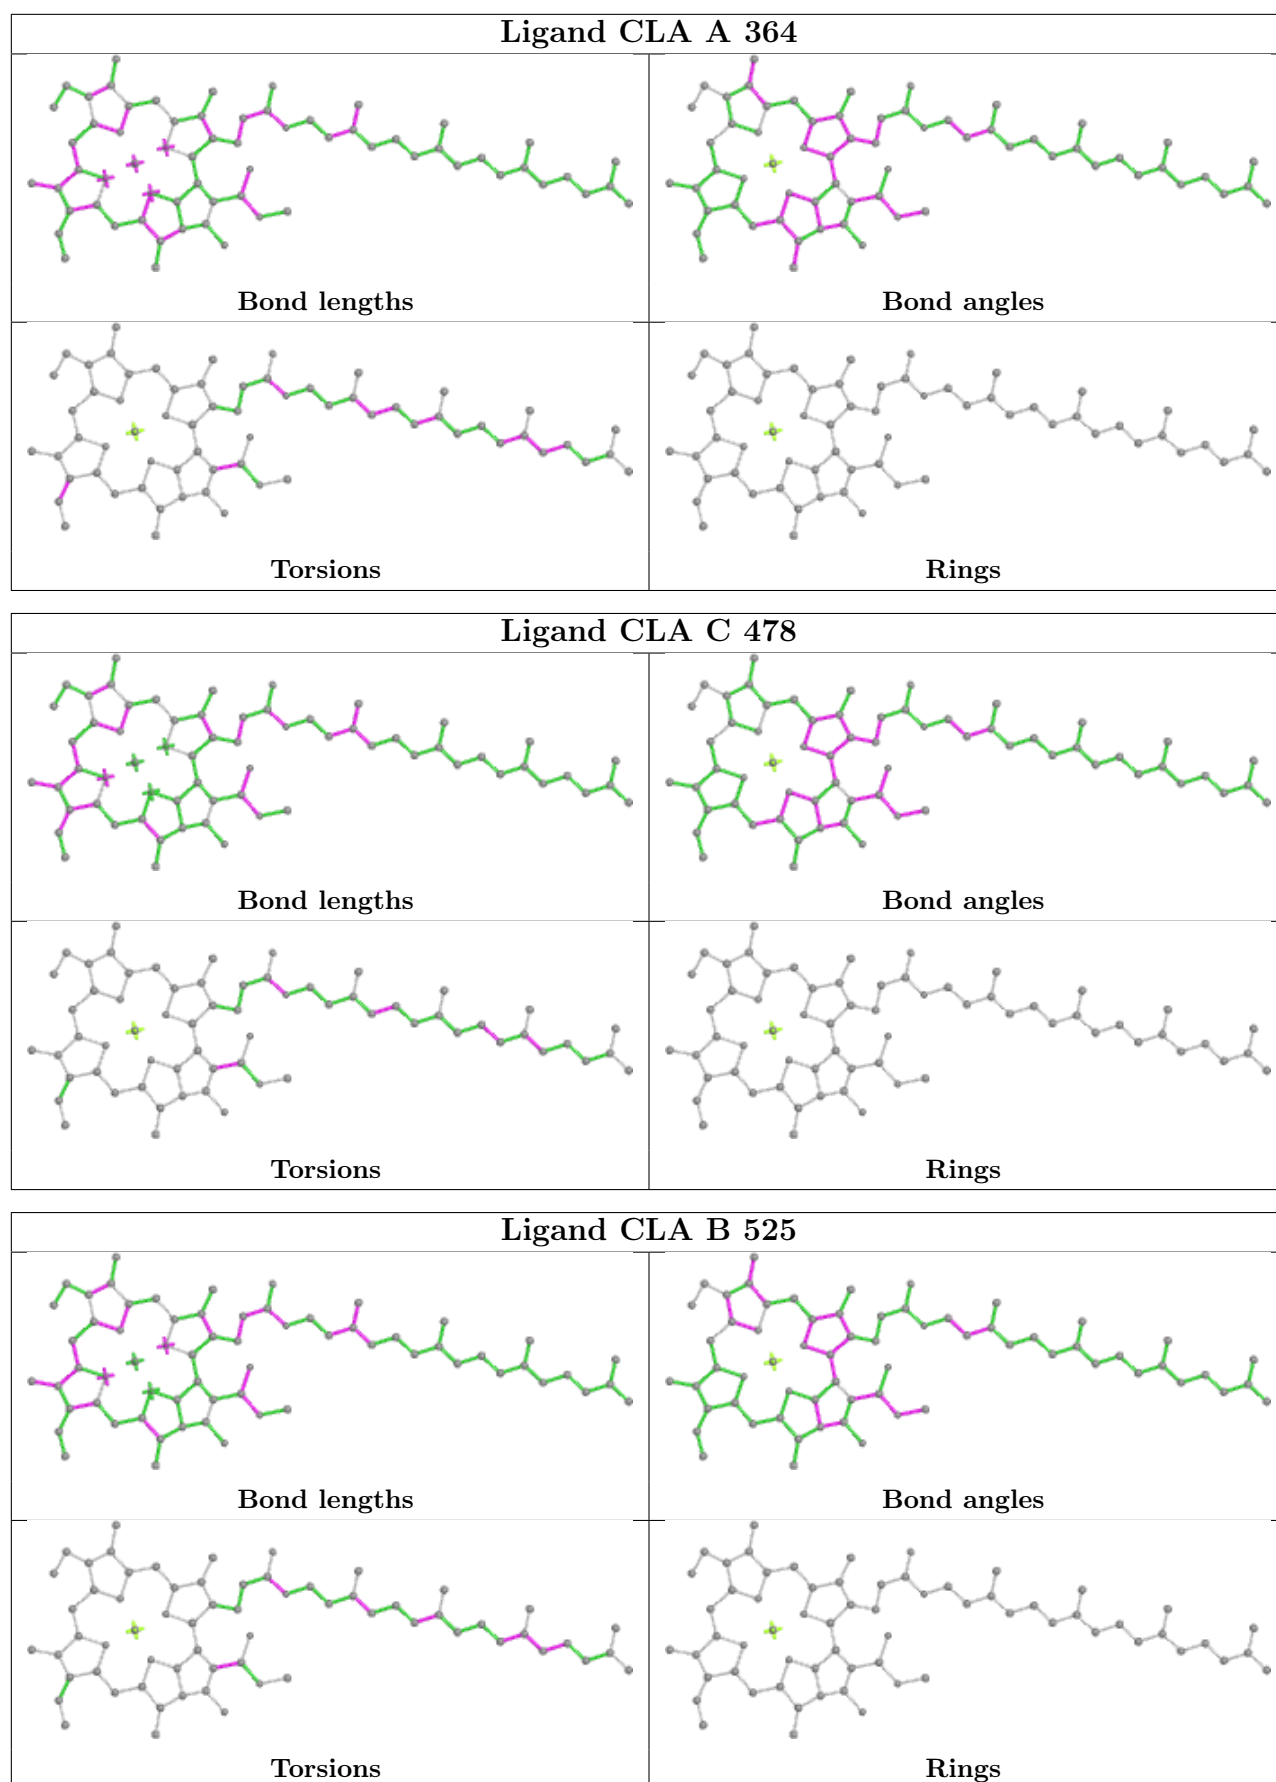 Ligand CLA A 364
Bond lengths
Bond angles
Torsions
Rings
Ligand CLA C 478
Bond lengths
Bond angles
Torsions
Rings
Ligand CLA B 525
Bond lengths
Bond angles
Torsions
Rings